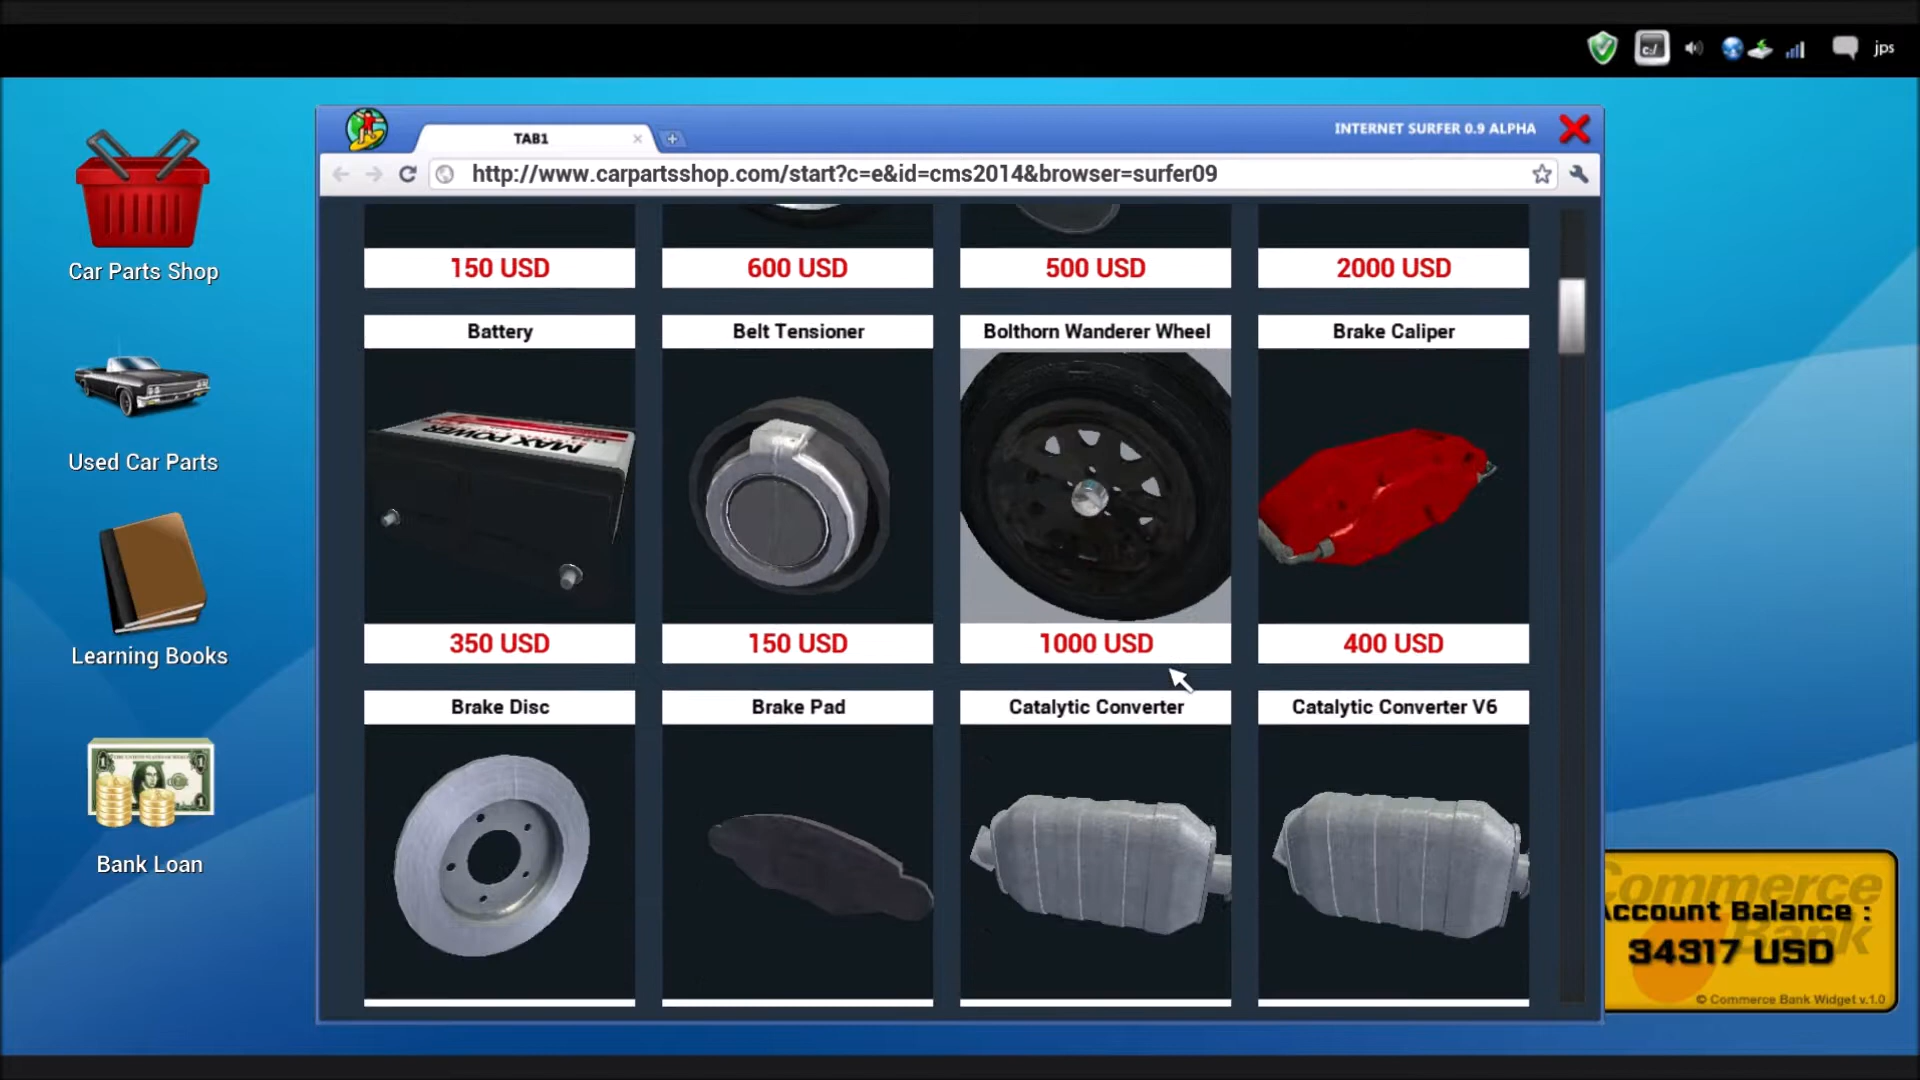 jps
TAB1
INTERNET SURFER 0.9 ALPHA
http://www.carpartsshop.com/start?c=e&id=cms2014&browser=surfer09
Car Parts Shop
Used Car Parts
Learning Books
Bank Loan
150 USD
600 USD
500 USD
2000 USD
Battery
Belt Tensioner
Bolthorn Wanderer Wheel
Brake Caliper
MAX POWER
350 USD
150 USD
1000 USD
400 USD
Brake Disc
Brake Pad
Catalytic Converter
Catalytic Converter V6
Commerce
Bank
Account Balance :
34317 USD
© Commerce Bank Widget v.1.0